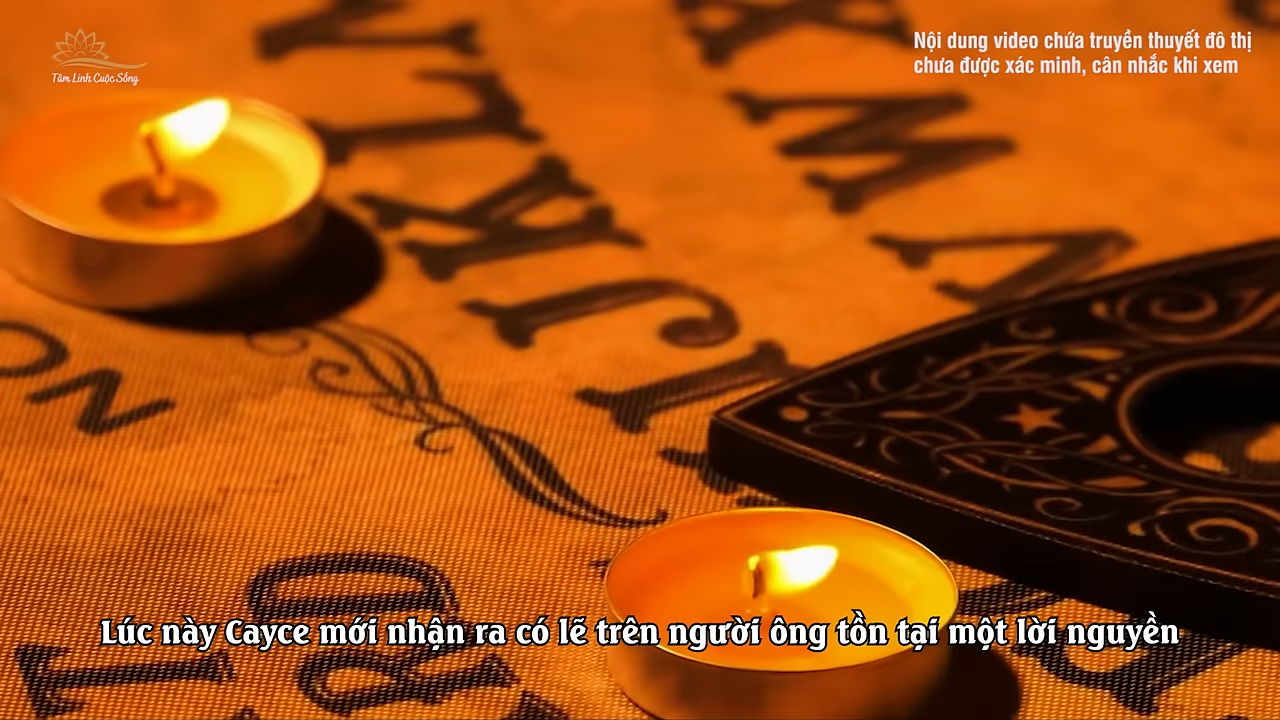 Tâm Linh Cuộc Sống
Nội dung video chứa truyền thuyết đô thị
chưa được xác minh, cân nhắc khi xem
N
L
K
J
I
W
V
NO
Lúc này Cayce mới nhận ra có lẽ trên người ông tồn tại một lời nguyền